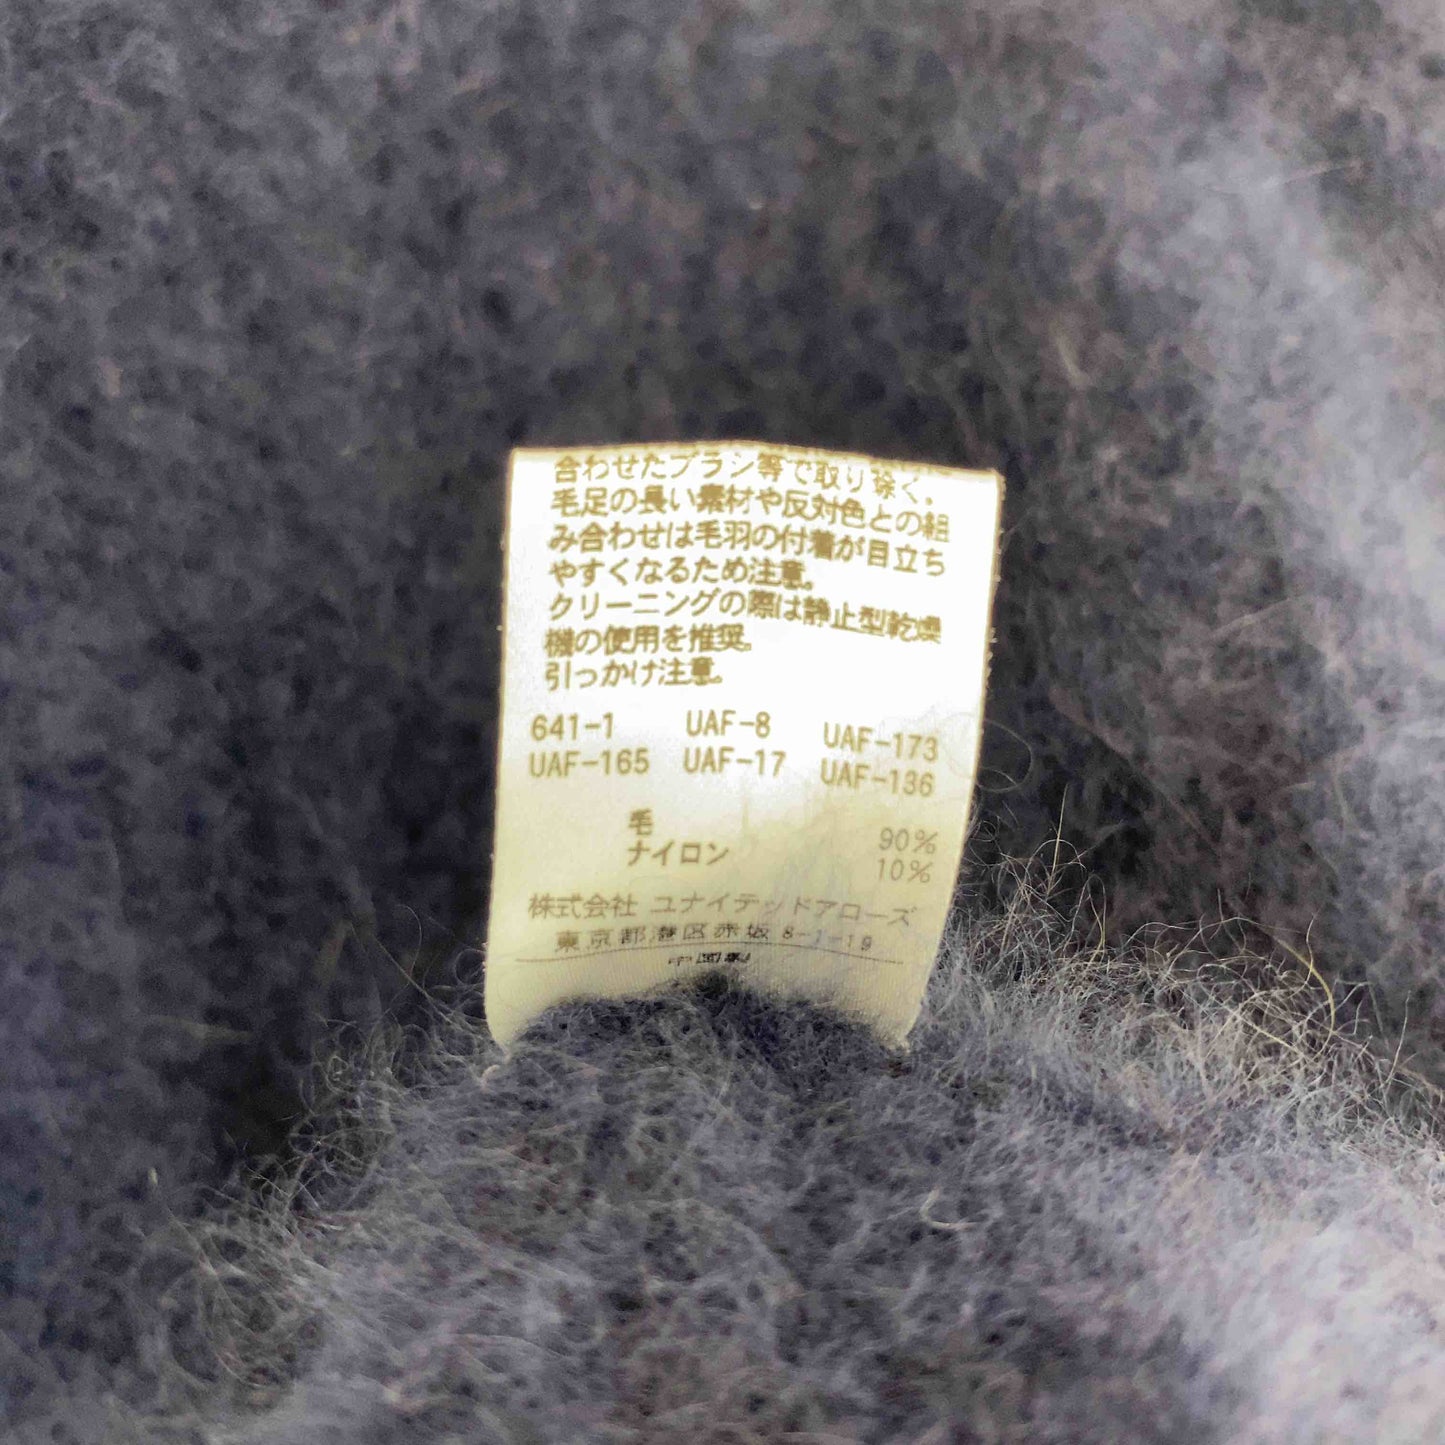 合わせたブラシ等で取り除く。
毛足の長い素材や反対色との組
み合わせは毛羽の付着が目立ち
やすくなるため注意。
クリーニングの際は静止型乾燥
機の使用を推奨。
引っかけ注意。
641-1 UAF-8 UAF-173
UAF-165 UAF-17 UAF-136
毛 90%
ナイロン 10%
株式会社 ユナイテッドアローズ
東京都港区赤坂 8-1-19
中国製